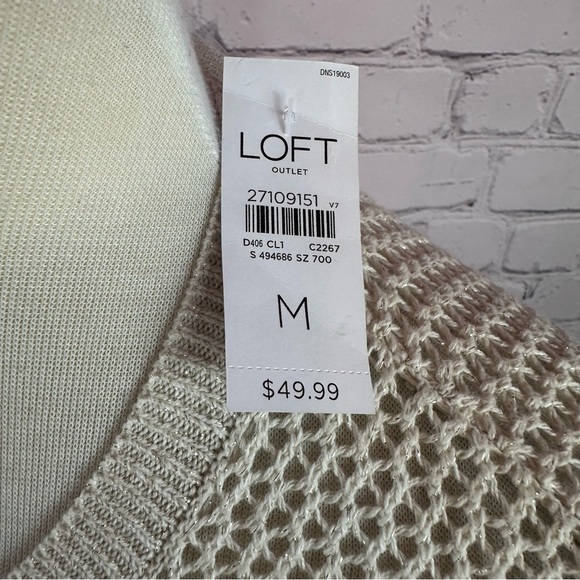 DNS19003
LOFT
OUTLET
27109151 V7
D406 CL1 C2267
S 494686 SZ 700
M
$49.99